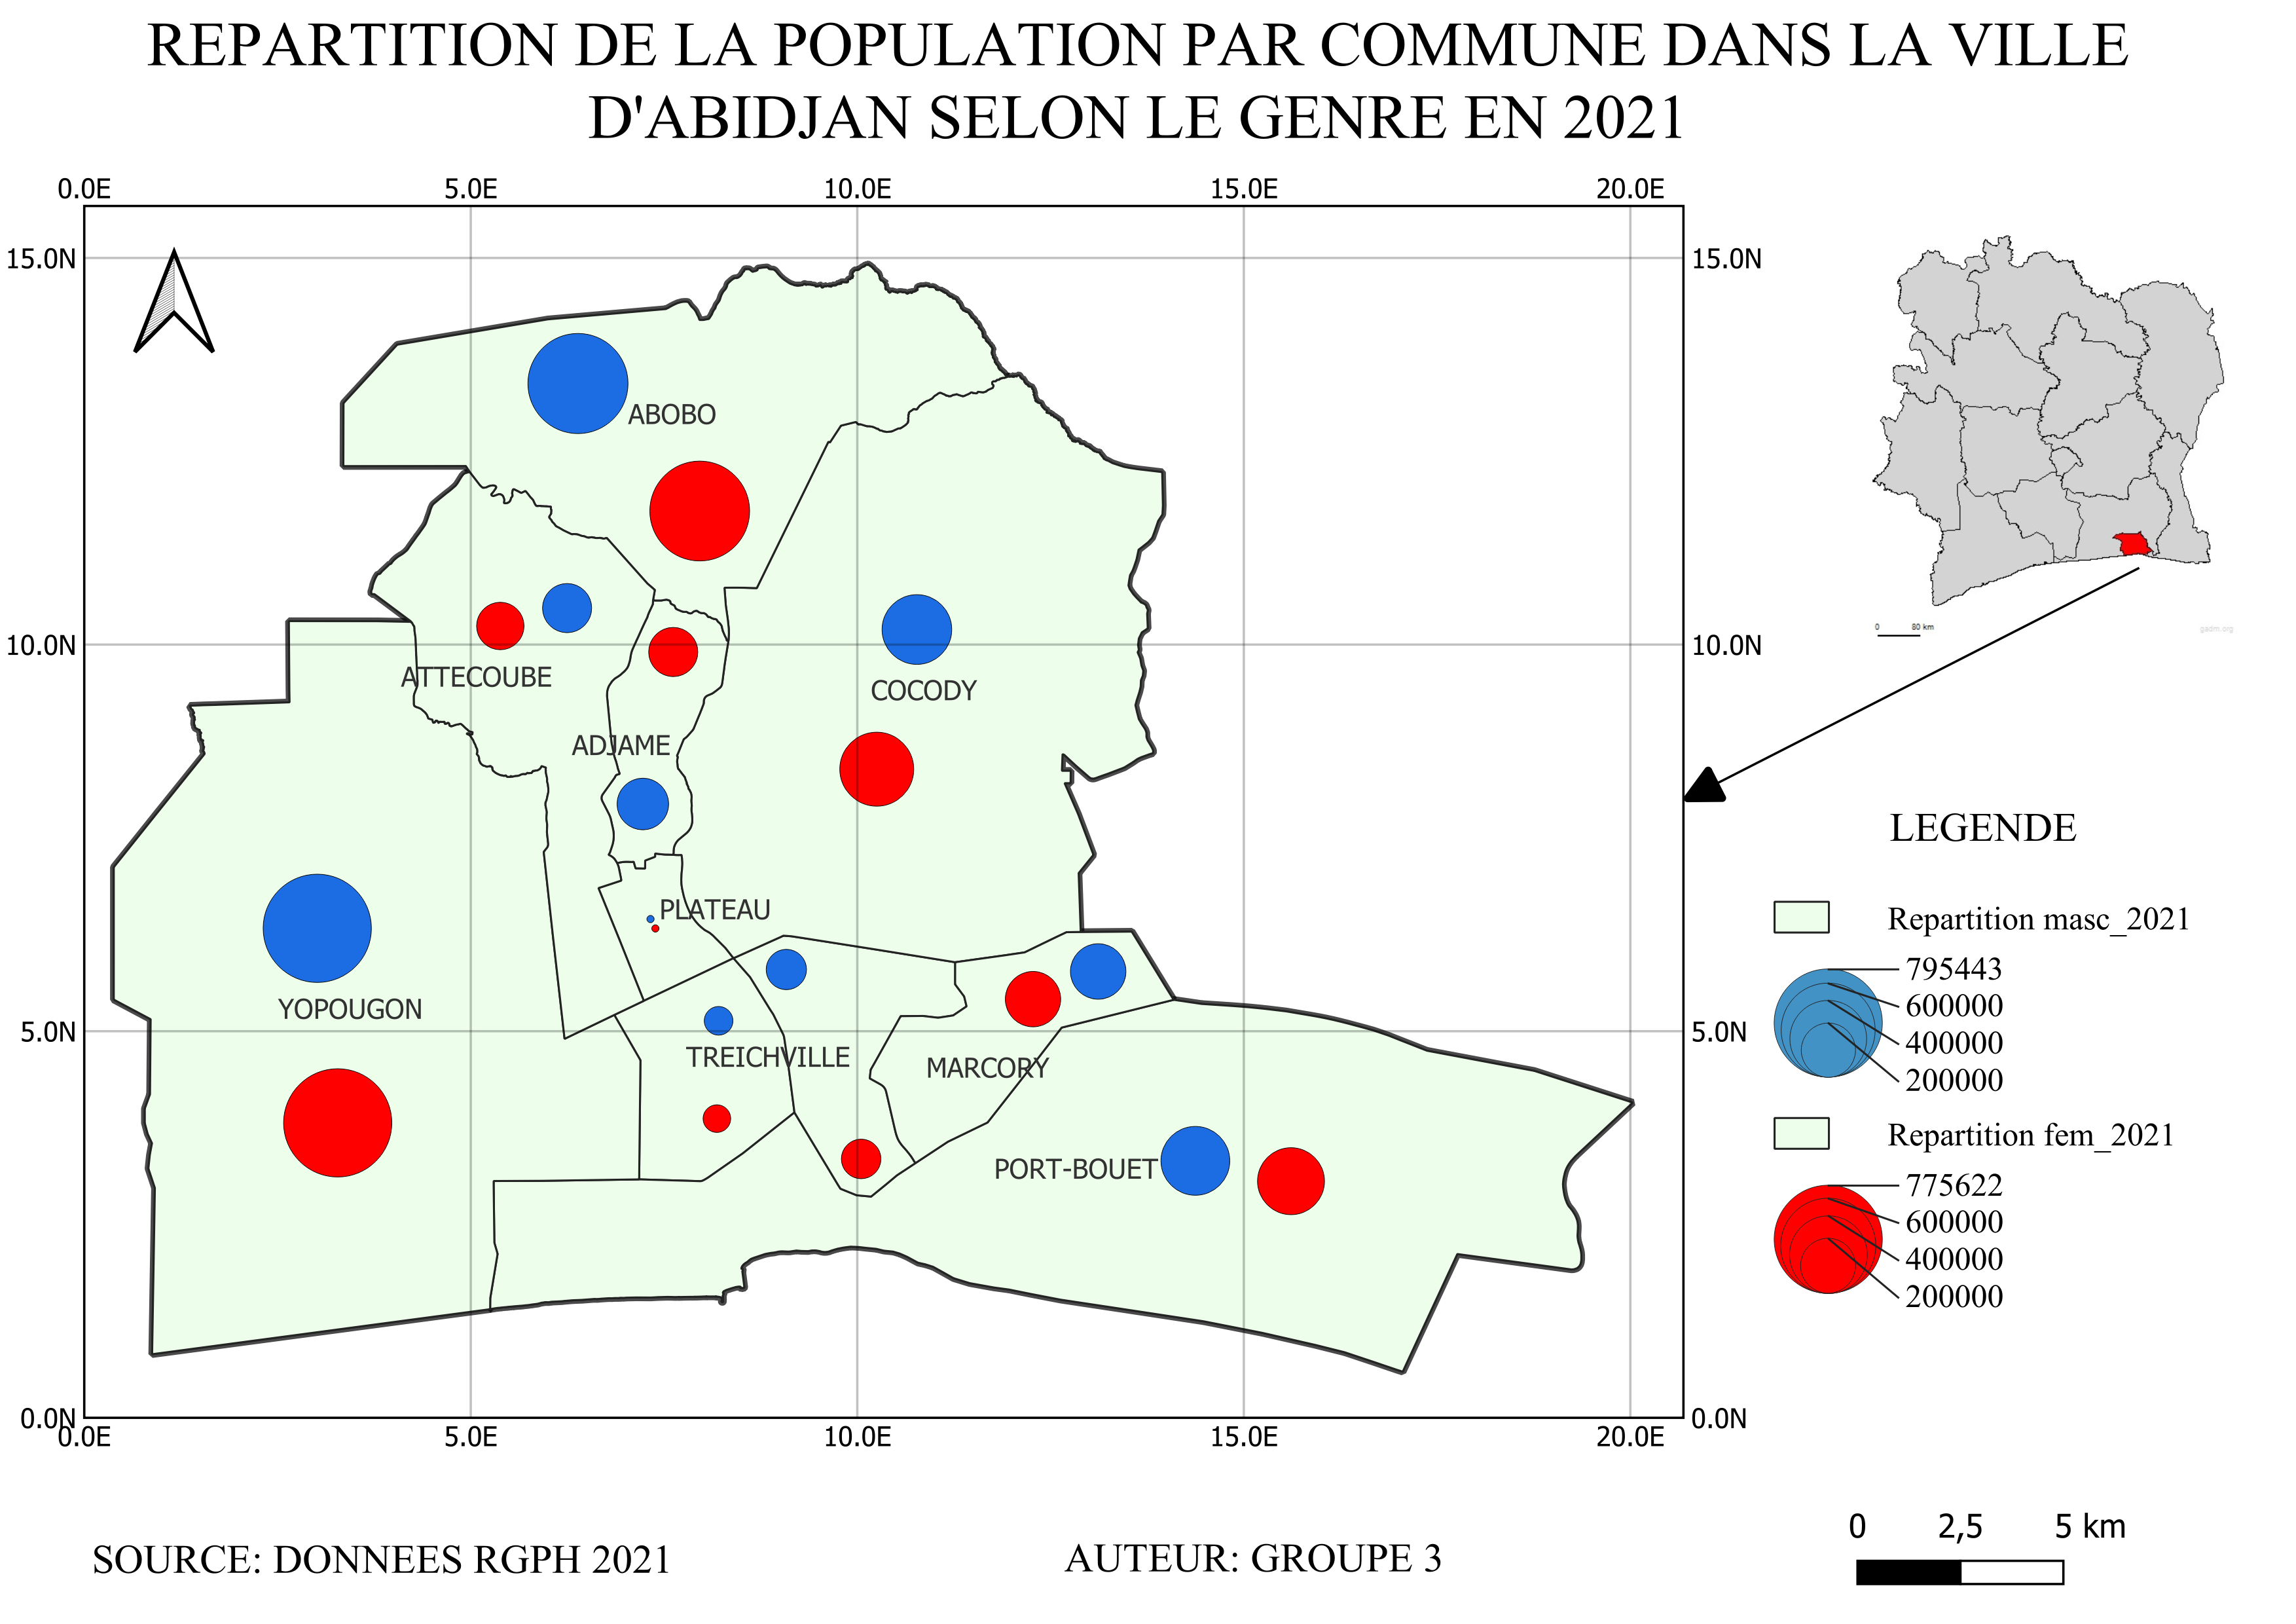 REPARTITION DE LA POPULATION PAR COMMUNE DANS LA VILLE
D'ABIDJAN SELON LE GENRE EN 2021
0.0E 5.0E 10.0E 15.0E 20.0E
15.0N 15.0N
ABOBO
0 80 km
gadm.org
10.0N 10.0N
ATTECOUBE
COCODY
ADJAME
LEGENDE
PLATEAU
Repartition masc_2021
795443
YOPOUGON
600000
5.0N 5.0N
400000
TREICHVILLE
MARCORY
200000
Repartition fem_2021
PORT-BOUET
775622
600000
400000
200000
0.0N 0.0N
0.0E 5.0E 10.0E 15.0E 20.0E
0 2,5 5 km
SOURCE: DONNEES RGPH 2021
AUTEUR: GROUPE 3